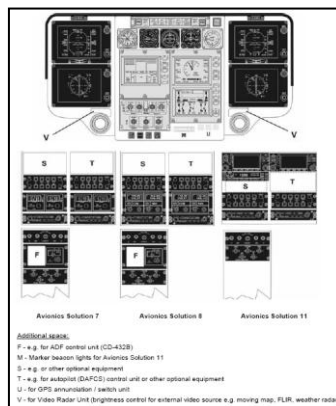 V
V
M
U
S
T
S
T
S
T
F
F
Avionics Solution 7
Avionics Solution 8
Avionics Solution 11
Additional space:
F - e.g. for ADF control unit (CD-432B)
M - Marker beacon lights for Avionics Solution 11
S - e.g. or other optional equipment
T - e.g. for autopilot (DAFCS) control unit or other optional equipment
U - for GPS annunciation / switch unit
V - for Video Radar Unit (brightness control for external video source e.g. moving map, FLIR, weather radar